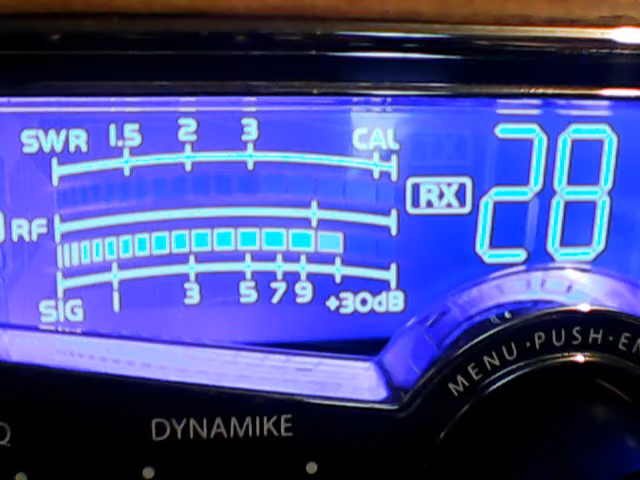 SWR 1.5 2 3 CAL
RX 28
RF
1 3 5 7 9 +30dB
SIG
MENU·PUSH·
DYNAMIKE